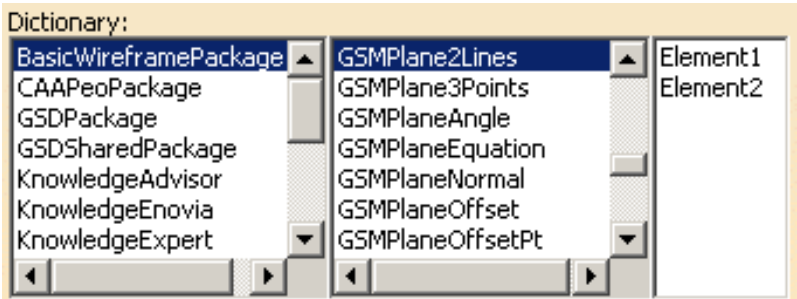 Dictionary:
BasicWireframePackage
CAAPeoPackage
GSDPackage
GSDSharedPackage
KnowledgeAdvisor
KnowledgeEnovia
KnowledgeExpert
GSMPlane2Lines
GSMPlane3Points
GSMPlaneAngle
GSMPlaneEquation
GSMPlaneNormal
GSMPlaneOffset
GSMPlaneOffsetPt
Element1
Element2